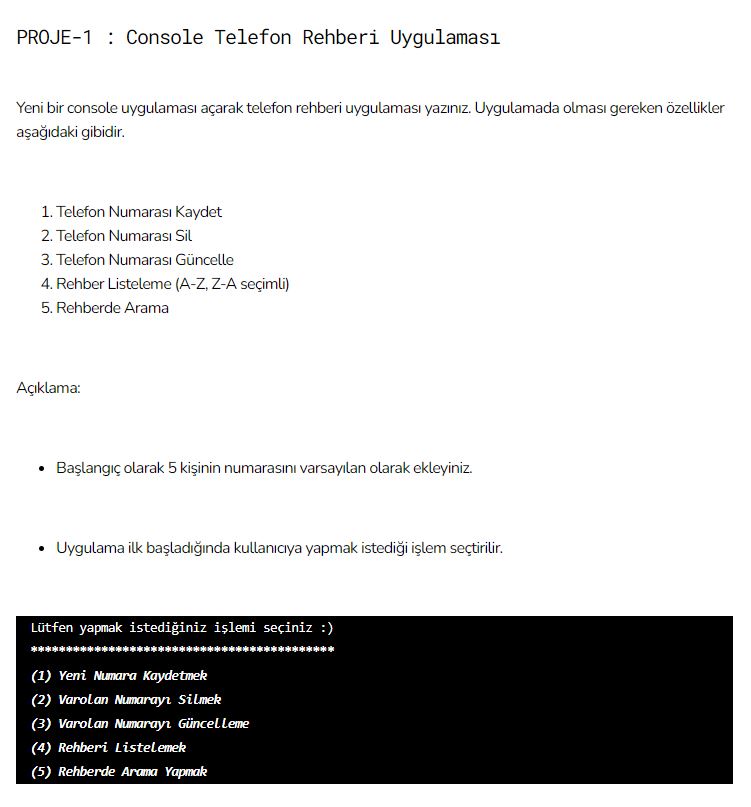 PROJE-1 : Console Telefon Rehberi Uygulaması
Yeni bir console uygulaması açarak telefon rehberi uygulaması yazınız. Uygulamada olması gereken özellikler
aşağıdaki gibidir.
1. Telefon Numarası Kaydet
2. Telefon Numarası Sil
3. Telefon Numarası Güncelle
4. Rehber Listeleme (A-Z, Z-A seçimli)
5. Rehberde Arama
Açıklama:
• Başlangıç olarak 5 kişinin numarasını varsayılan olarak ekleyiniz.
• Uygulama ilk başladığında kullanıcıya yapmak istediği işlem seçtirilir.
Lütfen yapmak istediğiniz işlemi seçiniz :)
*******************************************
(1) Yeni Numara Kaydetmek
(2) Varolan Numarayı Silmek
(3) Varolan Numarayı Güncelleme
(4) Rehberi Listelemek
(5) Rehberde Arama Yapmak